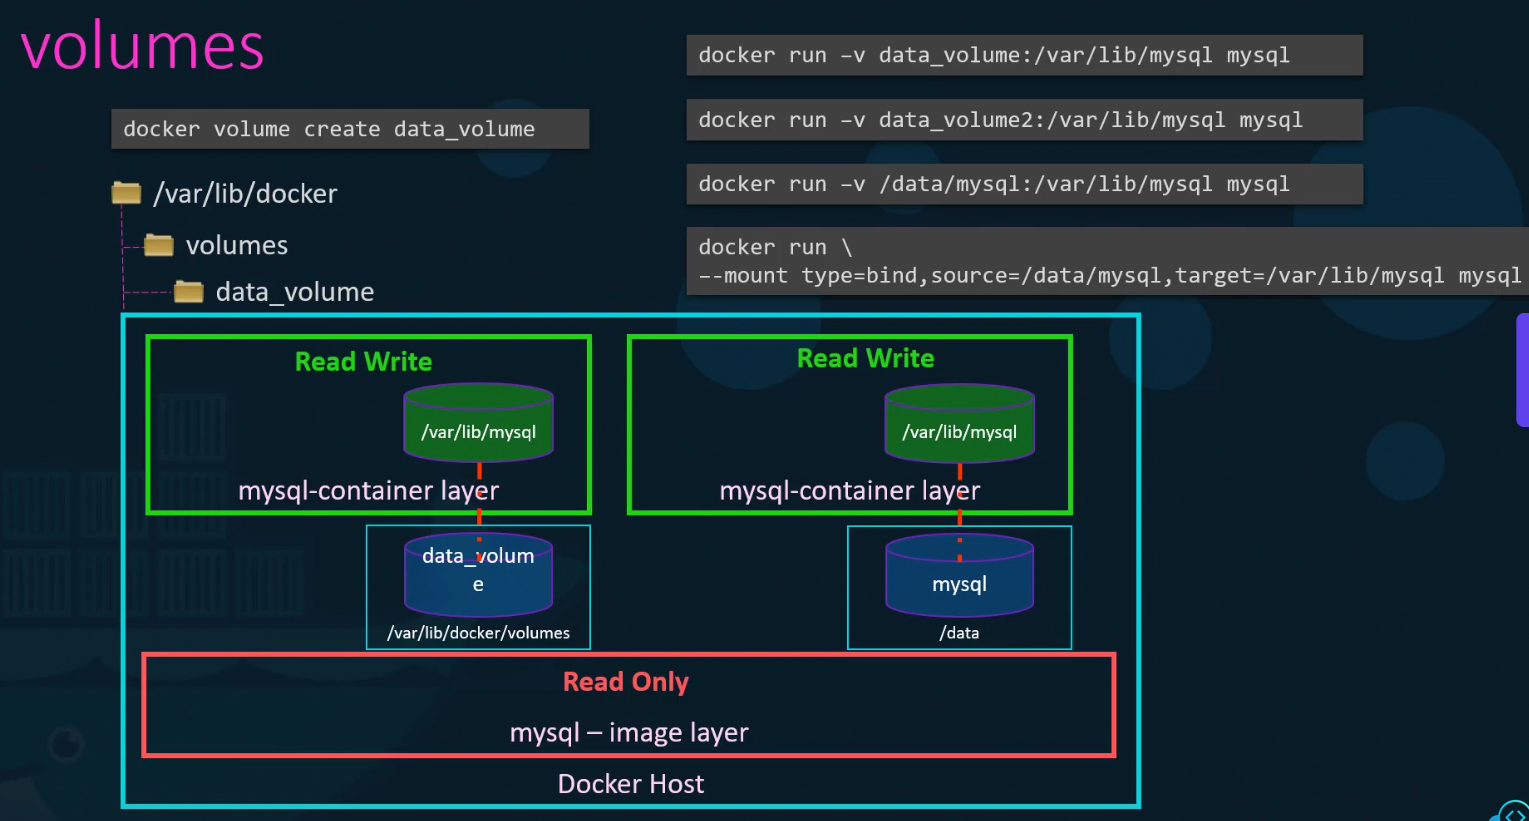 volumes
docker volume create data_volume
/var/lib/docker
volumes
data_volume
docker run –v data_volume:/var/lib/mysql mysql
docker run –v data_volume2:/var/lib/mysql mysql
docker run –v /data/mysql:/var/lib/mysql mysql
docker run \
--mount type=bind,source=/data/mysql,target=/var/lib/mysql mysql
Read Write
/var/lib/mysql
mysql-container layer
data_volum
e
/var/lib/docker/volumes
Read Write
/var/lib/mysql
mysql-container layer
mysql
/data
Read Only
mysql – image layer
Docker Host